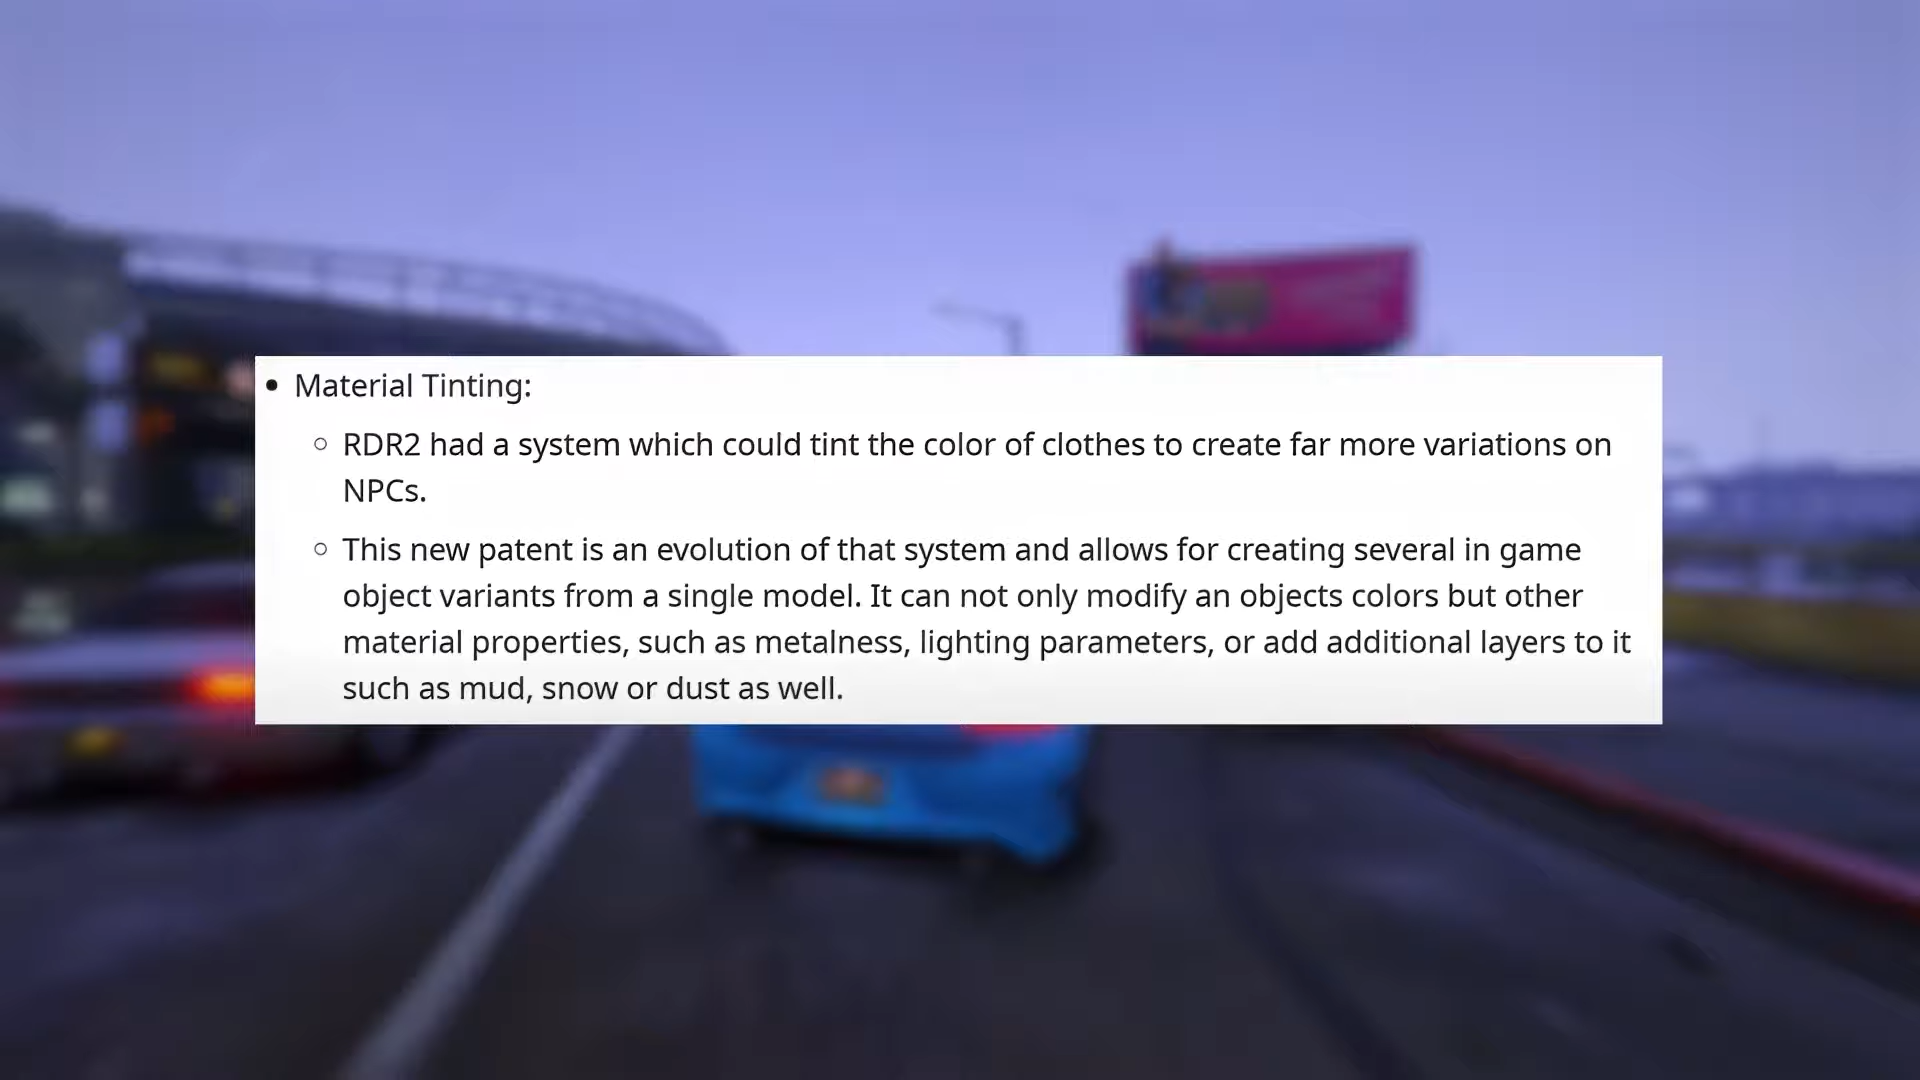 • Material Tinting:
○ RDR2 had a system which could tint the color of clothes to create far more variations on
NPCs.
○ This new patent is an evolution of that system and allows for creating several in game
object variants from a single model. It can not only modify an objects colors but other
material properties, such as metalness, lighting parameters, or add additional layers to it
such as mud, snow or dust as well.